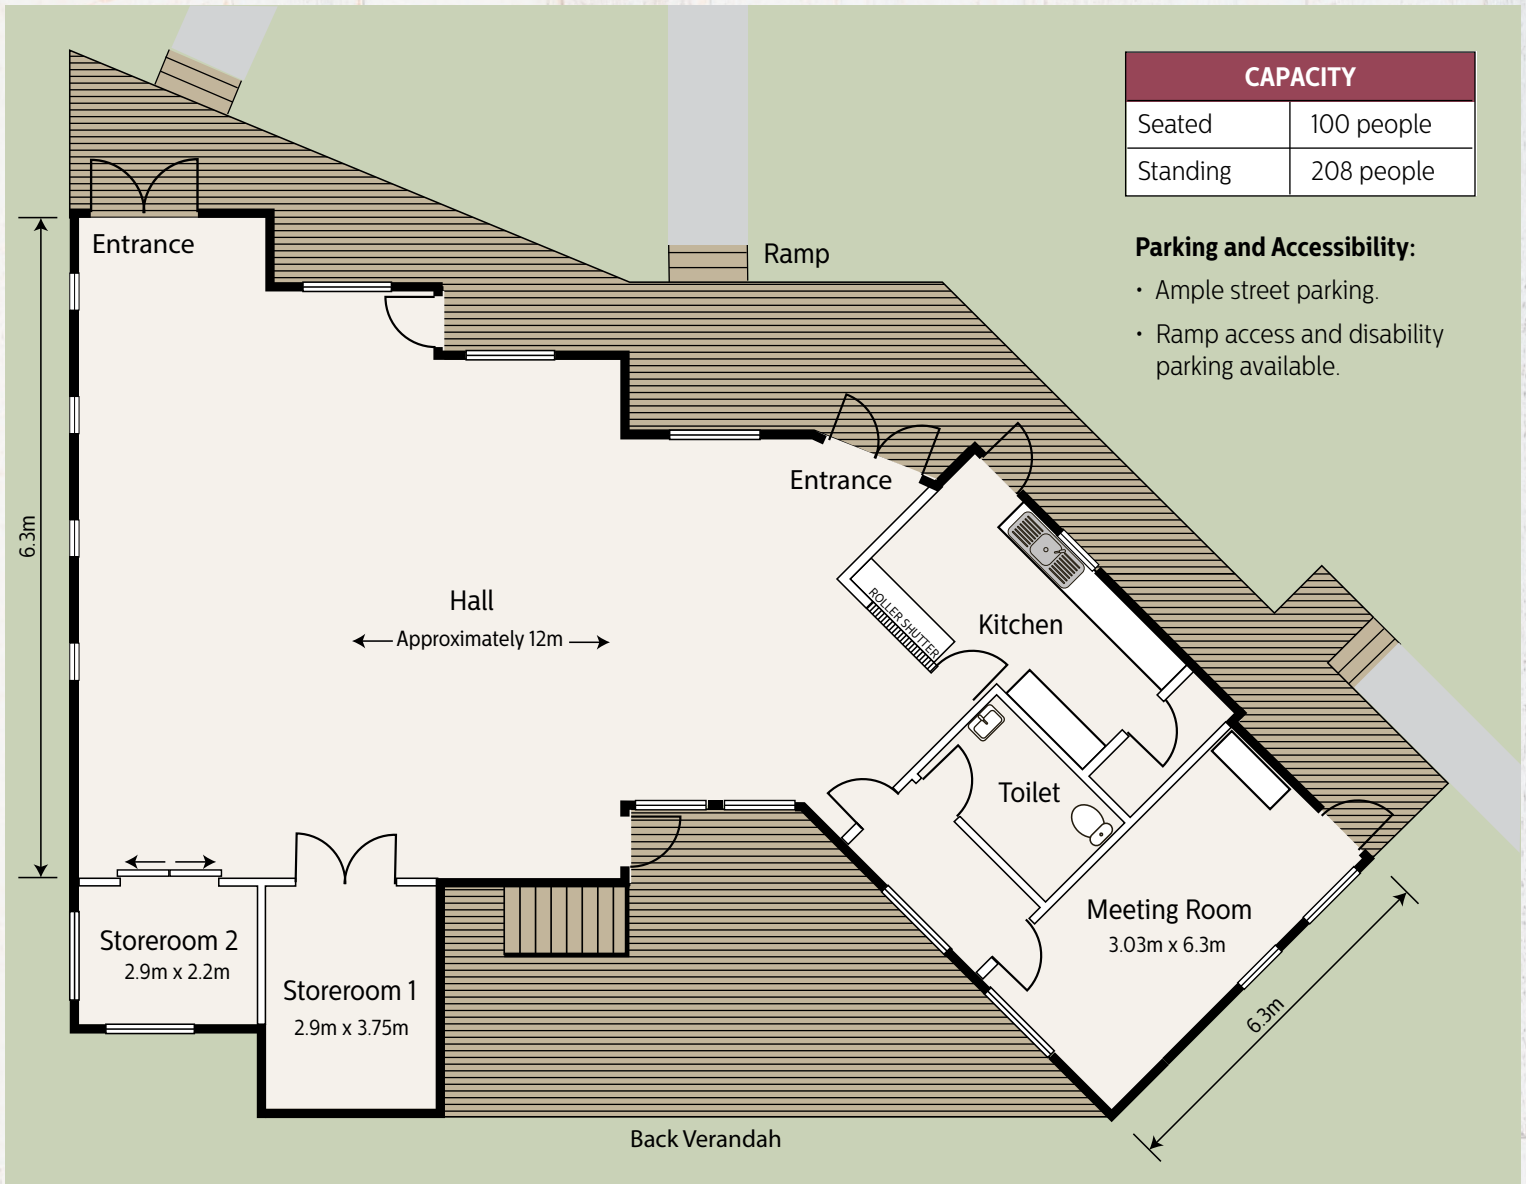 CAPACITY
Seated 100 people
Standing 208 people
Parking and Accessibility:
• Ample street parking.
• Ramp access and disability
parking available.
Ramp
Entrance
Entrance
6.3m
Hall
Approximately 12m
ROLLER SHUTTER
Kitchen
Toilet
Meeting Room
3.03m x 6.3m
6.3m
Storeroom 2
2.9m x 2.2m
Storeroom 1
2.9m x 3.75m
Back Verandah